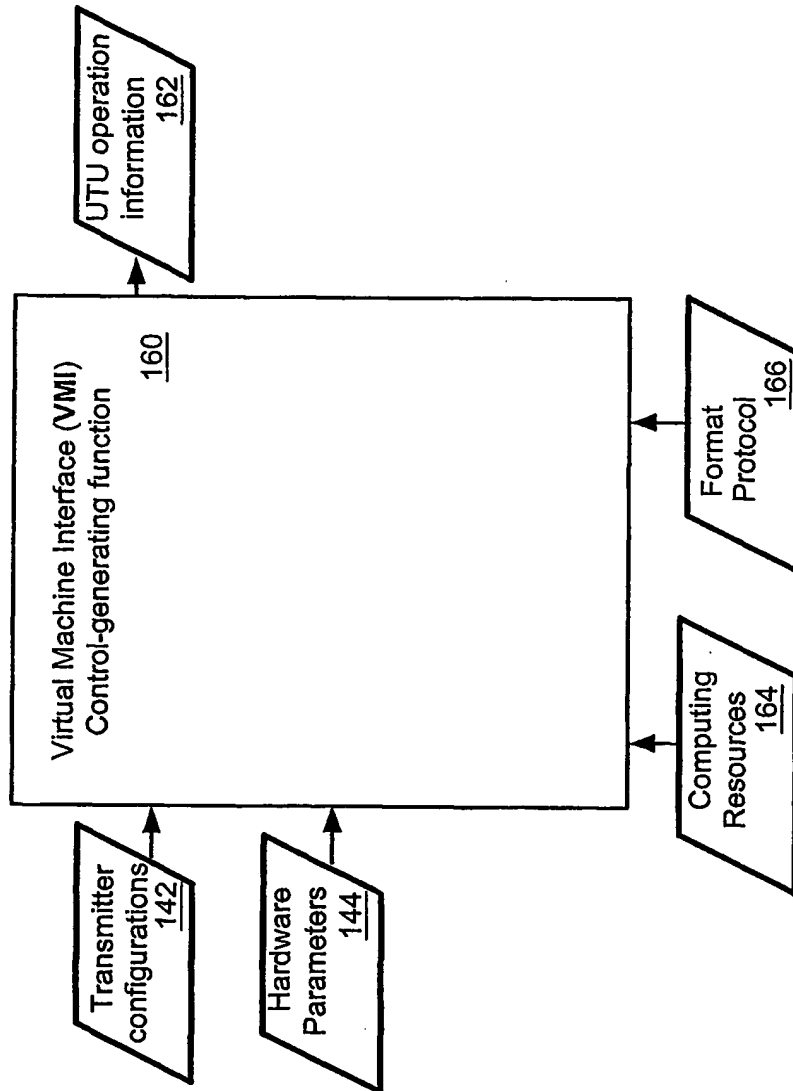 Virtual Machine Interface (VMI)
Control-generating function
160
Transmitter
configurations
142
Hardware
Parameters
144
UTU operation
information
162
Computing
Resources
164
Format
Protocol
166